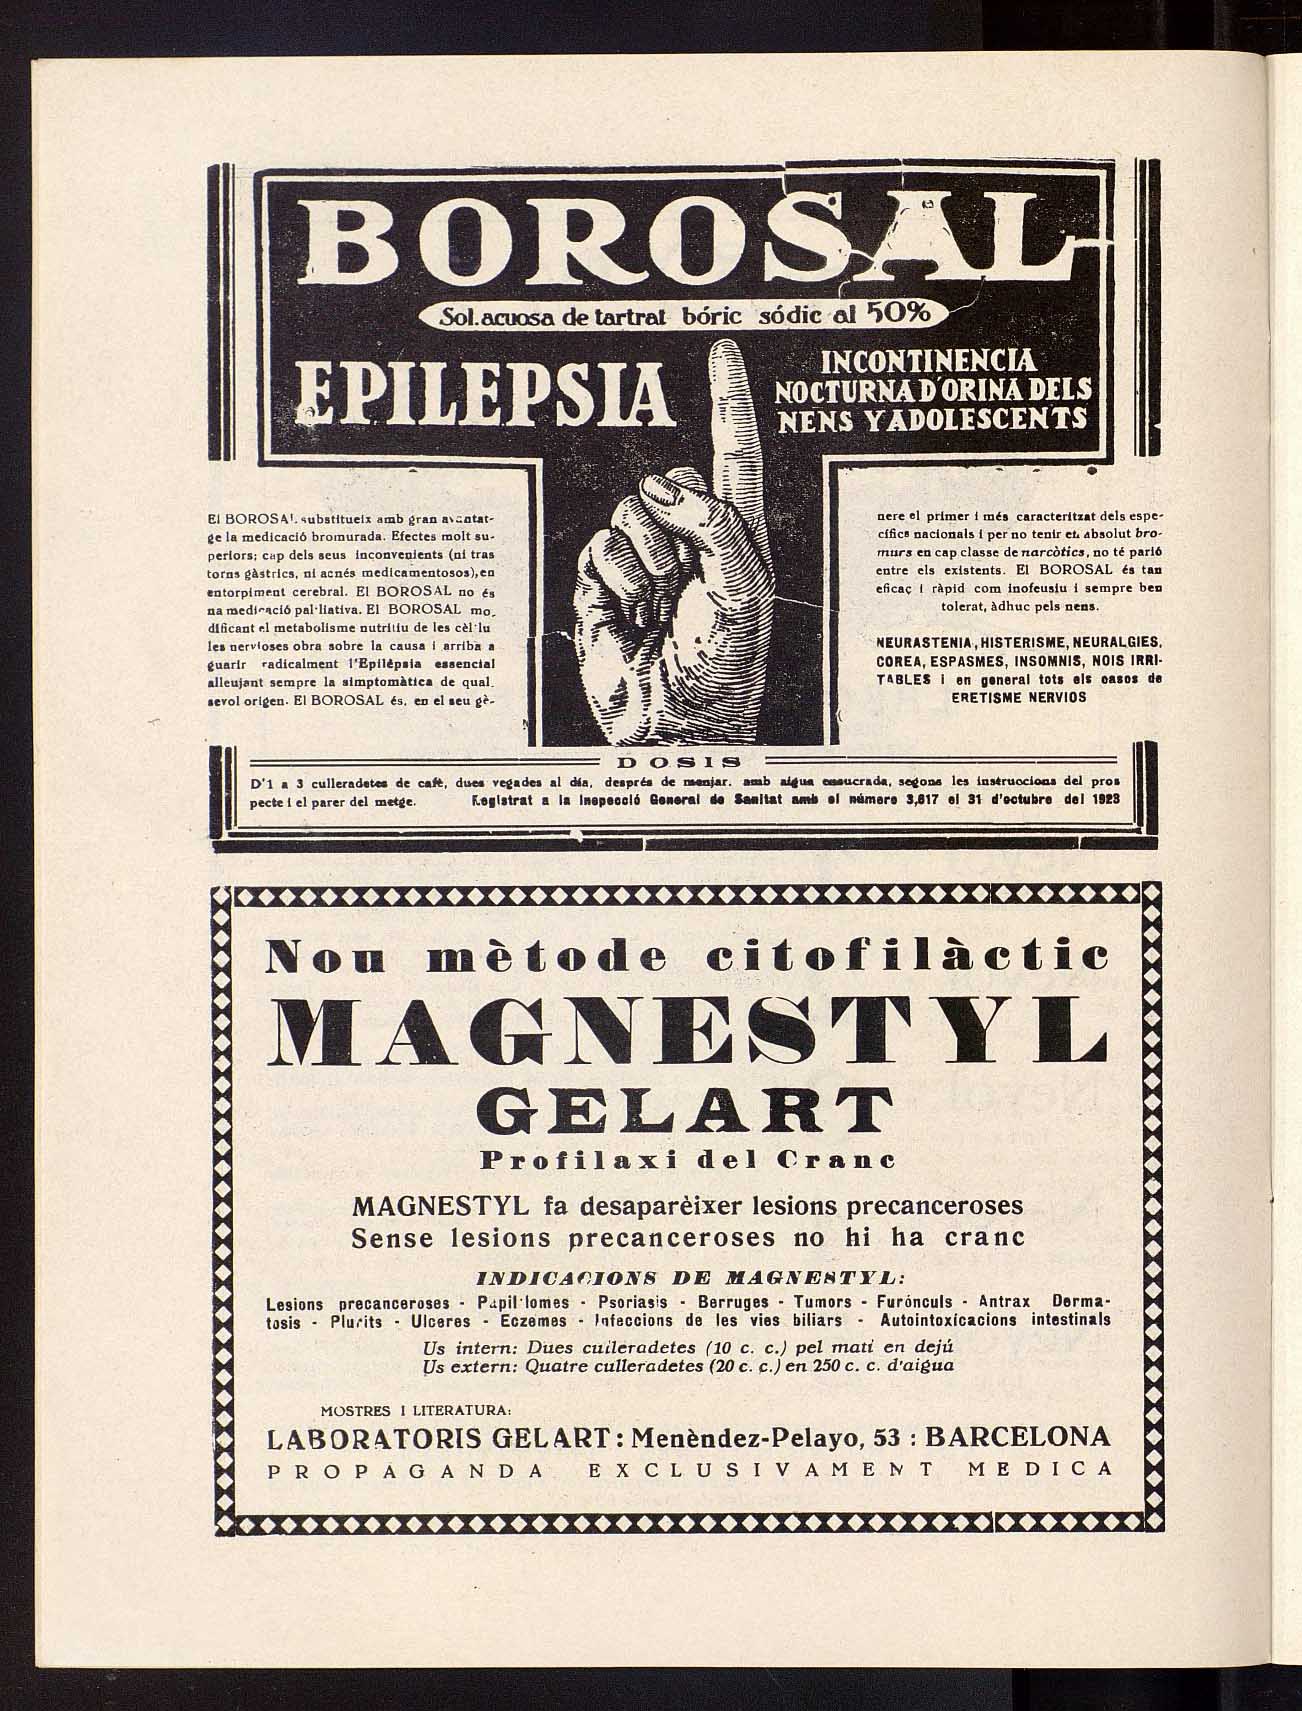 BOROSAL
Sol. acuosa de tartrat bóric sódic al 50%
EPILEPSIA
INCONTINENCIA
NOCTURNA D'ORINA DELS
NENS Y ADOLESCENTS
El BOROSAL substitueix amb gran avantat-
ge la medicació bromurada. Efectes molt su-
periors; cap dels seus inconvenients (ni tras
torns gàstrics, ni acnés medicamentosos), en
entorpiment cerebral. El BOROSAL no és
na medicació pal·liativa. El BOROSAL mo-
dificant el metabolisme nutritiu de les cèl·lu
les nervioses obra sobre la causa i arriba a
guarir radicalment l'Epilépsia essencial
alleujant sempre la simptomàtica de qual-
sevol origen. El BOROSAL és, en el seu gè-
nere el primer i més caracteritzat dels espe-
cífics nacionals i per no tenir en absolut bro-
murs en cap classe de narcòtics, no té parió
entre els existents. El BOROSAL és tan
eficaç i ràpid com inofensiu i sempre ben
tolerat, àdhuc pels nens.
NEURASTENIA, HISTERISME, NEURALGIES,
COREA, ESPASMES, INSOMNIS, NOIS IRRI-
TABLES i en general tots els casos de
ERETISME NERVIOS
DOSIS
D'1 a 3 culleradetes de café, dues vegades al día, després de menjar. amb aigua ensucrada, segons les instruccions del pros
pecte i el parer del metge. Registrat a la Inspecció General de Sanitat amb el número 3,617 el 31 d'octubre del 1923
Nou mètode citofilàctic
MAGNESTYL
GELART
Profilaxi del Cranc
MAGNESTYL fa desaparèixer lesions precanceroses
Sense lesions precanceroses no hi ha cranc
INDICACIONS DE MAGNESTYL:
Lesions precanceroses - Papil·lomes - Psoriasis - Berruges - Tumors - Furónculs - Antrax Derma-
tosis - Plurits - Ulceres - Eczemes - Infeccions de les vies biliars - Autointoxicacions intestinals
Us intern: Dues culleradetes (10 c. c.) pel matí en dejú
Us extern: Quatre culleradetes (20 c. c.) en 250 c. c. d'aigua
MOSTRES I LITERATURA:
LABORATORIS GELART: Menèndez-Pelayo, 53 : BARCELONA
PROPAGANDA EXCLUSIVAMENT MEDICA